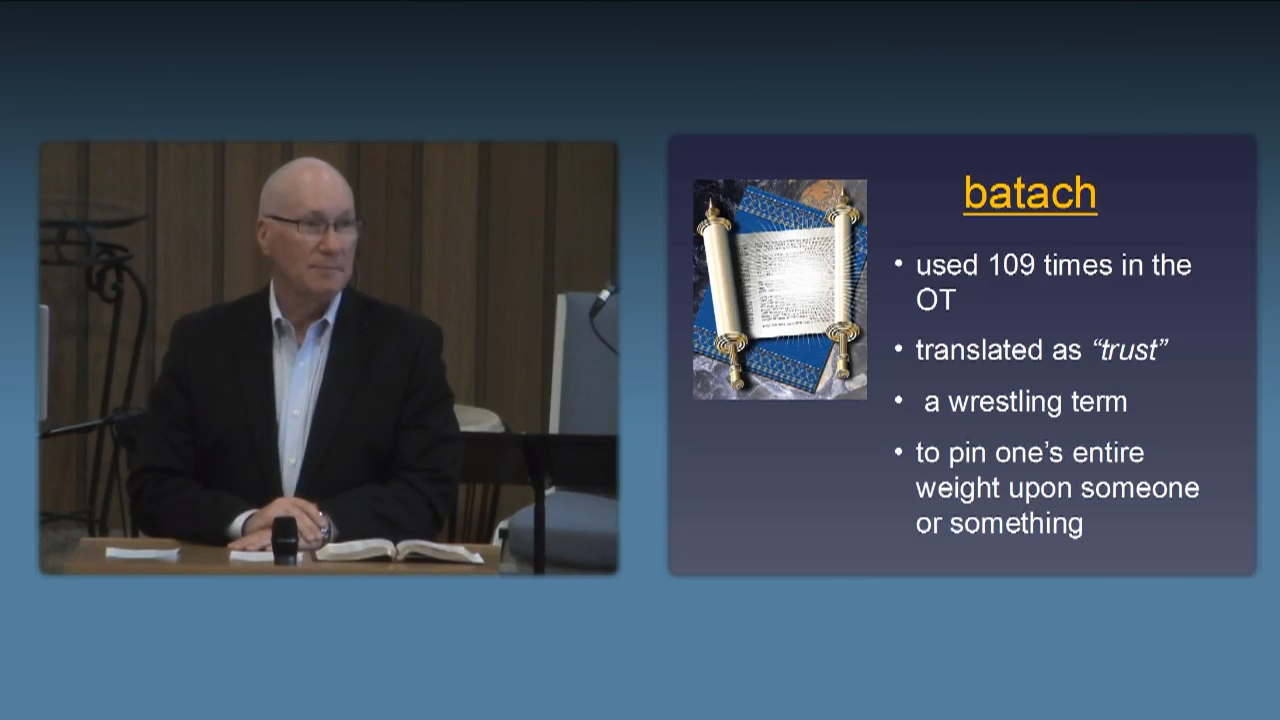 batach
• used 109 times in the
OT
• translated as “trust”
• a wrestling term
• to pin one’s entire
weight upon someone
or something